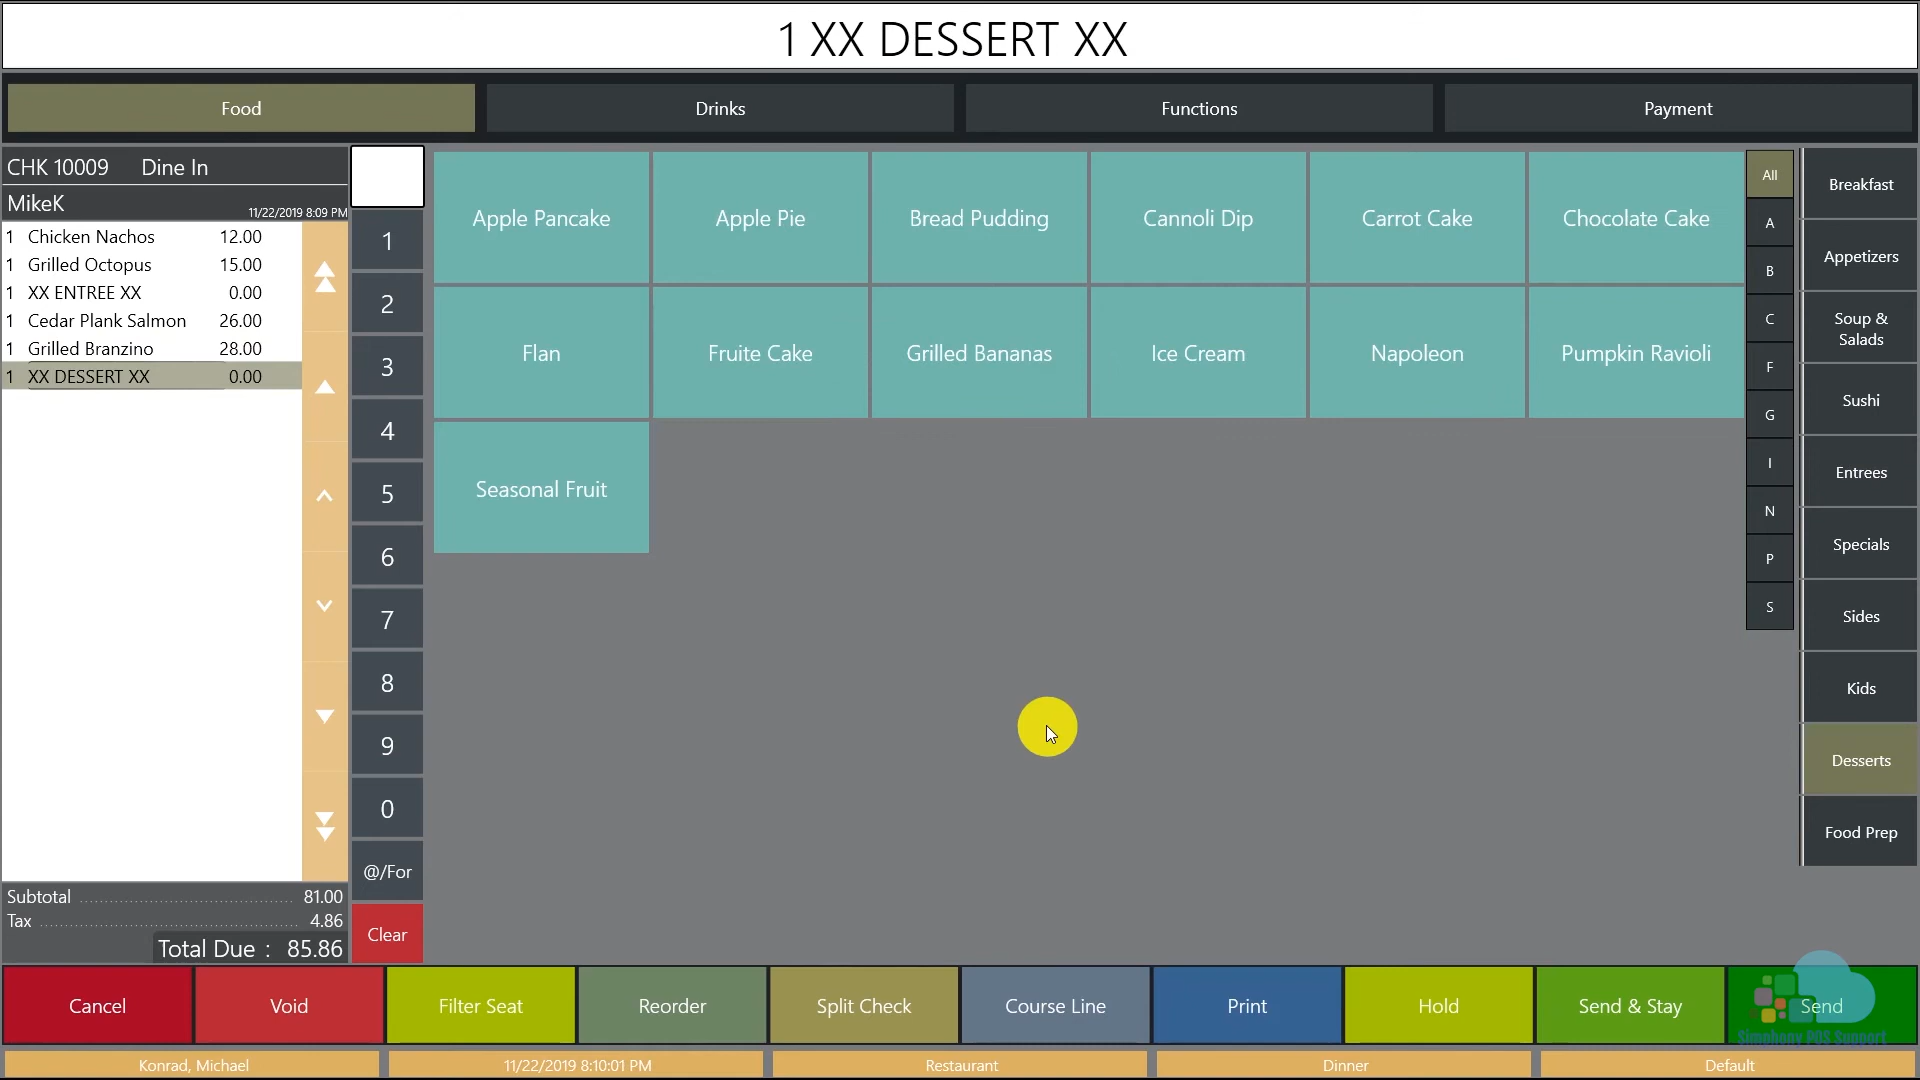 1 XX DESSERT XX
Food
Drinks
Functions
Payment
CHK 10009 Dine In
MikeK
11/22/2019 8:09 PM
1 Chicken Nachos 12.00
1 Grilled Octopus 15.00
1 XX ENTREE XX 0.00
1 Cedar Plank Salmon 26.00
1 Grilled Branzino 28.00
1 XX DESSERT XX 0.00
Subtotal 81.00
Tax 4.86
Total Due : 85.86
1
2
3
4
5
6
7
8
9
0
@/For
Clear
Apple Pancake
Apple Pie
Bread Pudding
Cannoli Dip
Carrot Cake
Chocolate Cake
Flan
Fruite Cake
Grilled Bananas
Ice Cream
Napoleon
Pumpkin Ravioli
Seasonal Fruit
All
A
B
C
F
G
I
N
P
S
Breakfast
Appetizers
Soup &
Salads
Sushi
Entrees
Specials
Sides
Kids
Desserts
Food Prep
Cancel
Void
Filter Seat
Reorder
Split Check
Course Line
Print
Hold
Send & Stay
Send
Simphony POS Support
Konrad, Michael
11/22/2019 8:10:01 PM
Restaurant
Dinner
Default